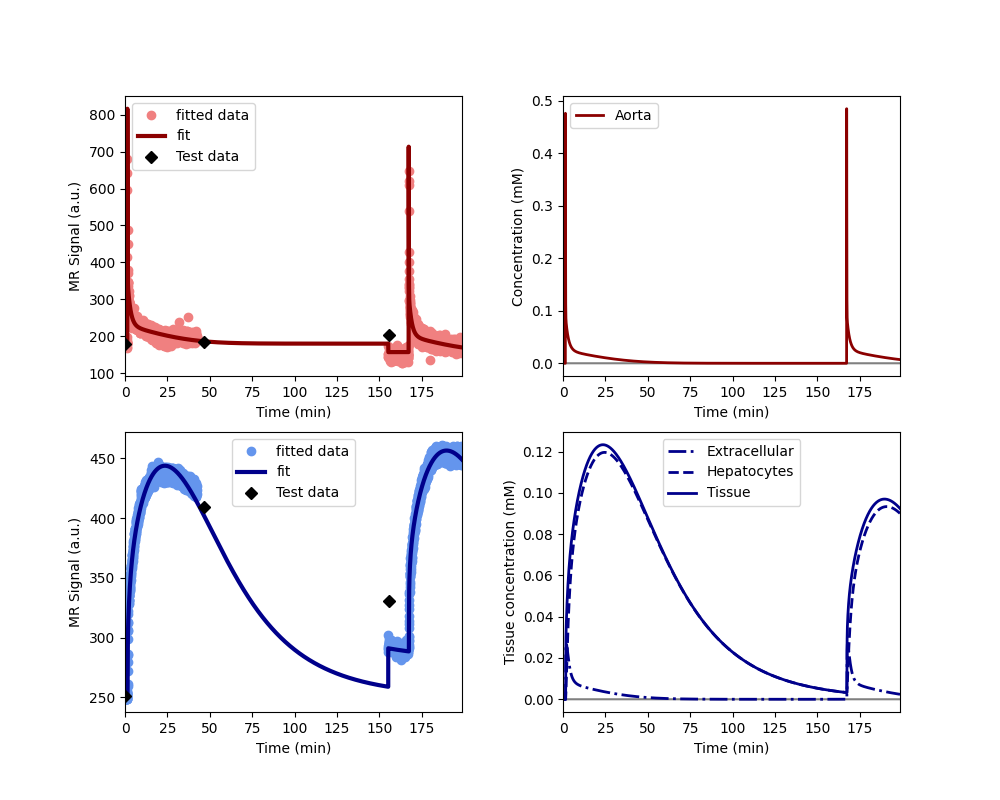 fitted data
fit
Test data
800
700
600
500
400
300
200
100
MR Signal (a.u.)
0 25 50 75 100 125 150 175
Time (min)
Aorta
0.5
0.4
0.3
0.2
0.1
0.0
Concentration (mM)
0 25 50 75 100 125 150 175
Time (min)
fitted data
fit
Test data
450
400
350
300
250
MR Signal (a.u.)
0 25 50 75 100 125 150 175
Time (min)
Extracellular
Hepatocytes
Tissue
0.12
0.10
0.08
0.06
0.04
0.02
0.00
Tissue concentration (mM)
0 25 50 75 100 125 150 175
Time (min)